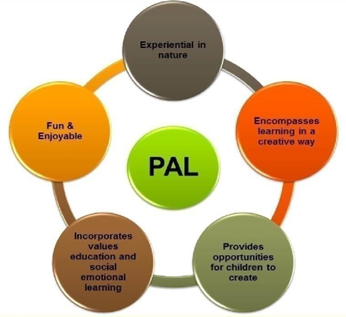 Experiential in
nature
Encompasses
learning in a
creative way
Provides
opportunities
for children to
create
Incorporates
values
education and
social
emotional
learning
Fun &
Enjoyable
PAL